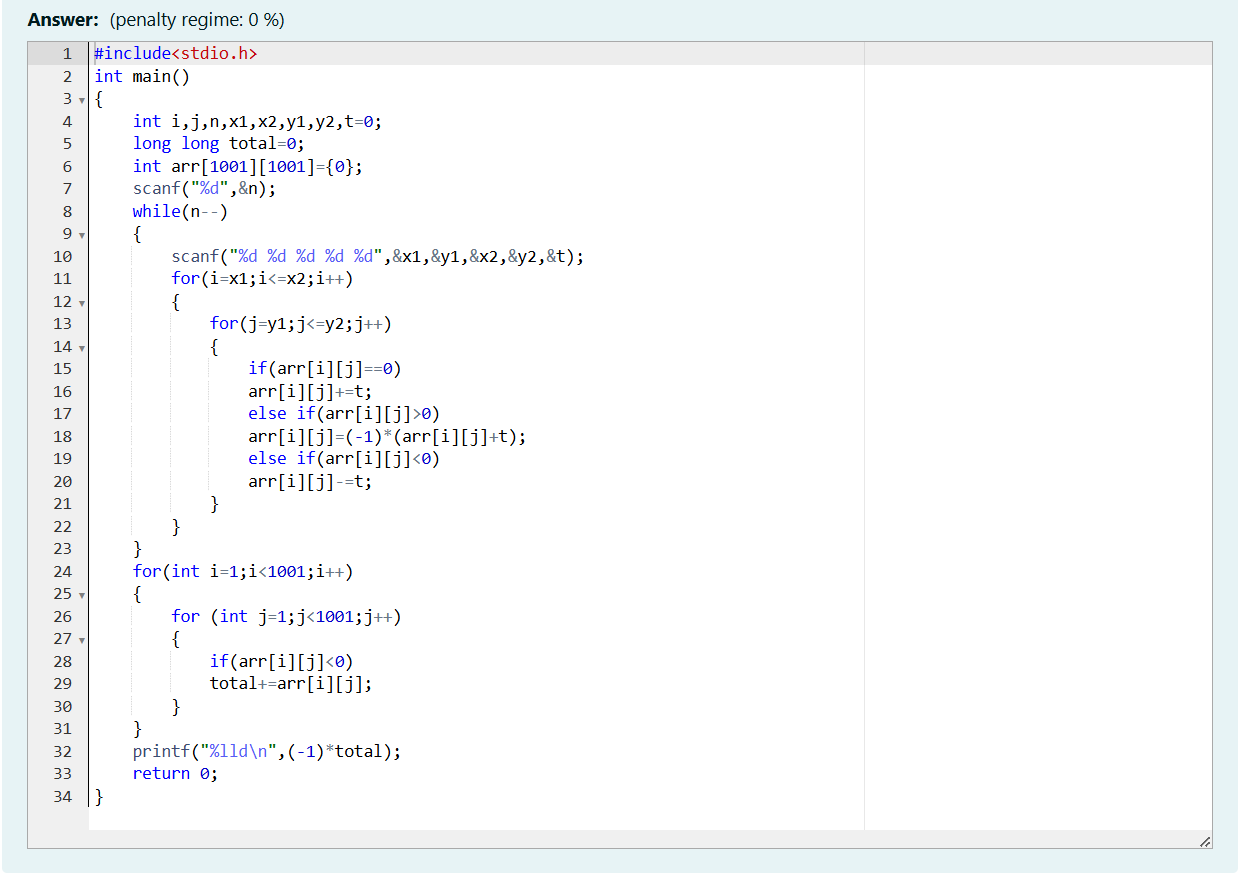 Answer: (penalty regime: 0 %)
1 #include<stdio.h>
2 int main()
3 {
4     int i,j,n,x1,x2,y1,y2,t=0;
5     long long total=0;
6     int arr[1001][1001]={0};
7     scanf("%d",&n);
8     while(n--)
9     {
10         scanf("%d %d %d %d %d",&x1,&y1,&x2,&y2,&t);
11         for(i=x1;i<=x2;i++)
12         {
13             for(j=y1;j<=y2;j++)
14             {
15                 if(arr[i][j]==0)
16                 arr[i][j]+=t;
17                 else if(arr[i][j]>0)
18                 arr[i][j]=(-1)*(arr[i][j]+t);
19                 else if(arr[i][j]<0)
20                 arr[i][j]-=t;
21             }
22         }
23     }
24     for(int i=1;i<1001;i++)
25     {
26         for (int j=1;j<1001;j++)
27         {
28             if(arr[i][j]<0)
29             total+=arr[i][j];
30         }
31     }
32     printf("%lld\n",(-1)*total);
33     return 0;
34 }